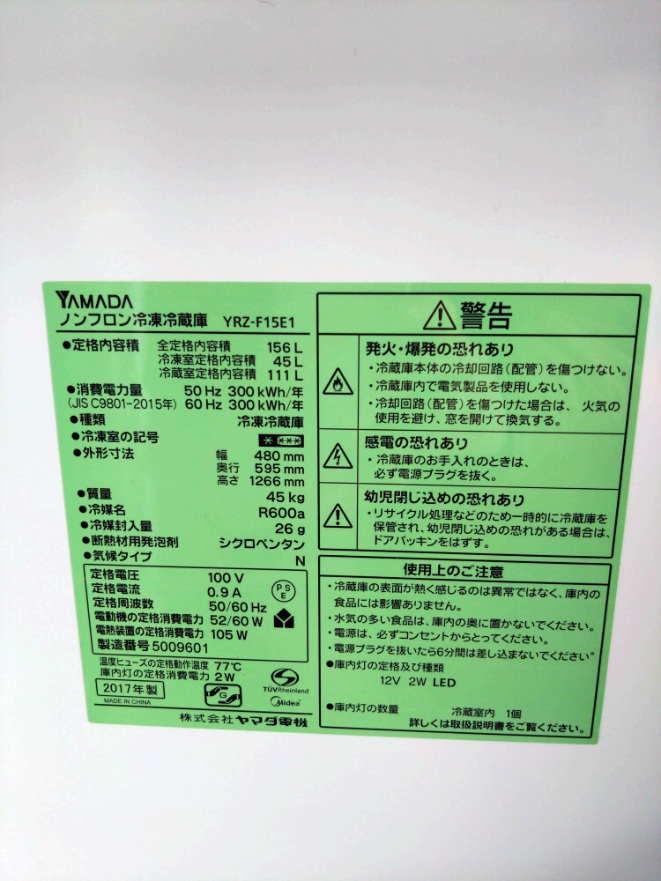 YAMADA
ノンフロン冷凍冷蔵庫 YRZ-F15E1
●定格内容積 全定格内容積 156 L
冷凍室定格内容積 45 L
冷蔵室定格内容積 111 L
●消費電力量 50 Hz 300 kWh/年
(JIS C9801-2015年) 60 Hz 300 kWh/年
●種類 冷凍冷蔵庫
●冷凍室の記号 * ***
●外形寸法 幅 480 mm
奥行 595 mm
高さ 1266 mm
●質量 45 kg
●冷媒名 R600a
●冷媒封入量 26 g
●断熱材用発泡剤 シクロペンタン
●気候タイプ N
定格電圧 100 V
定格電流 0.9 A
定格周波数 50/60 Hz
電動機の定格消費電力 52/60 W
電熱装置の定格消費電力 105 W
製造番号 5009601
PS
E
温度ヒューズの定格動作温度 77℃
庫内灯の定格消費電力 2 W
2017年製
MADE IN CHINA
G
TÜVRheinland
Midea
株式会社ヤマダ電機
警告
発火・爆発の恐れあり
・冷蔵庫本体の冷却回路(配管)を傷つけない。
・冷蔵庫内で電気製品を使用しない。
・冷却回路(配管)を傷つけた場合は、火気の
使用を避け、窓を開けて換気する。
感電の恐れあり
・冷蔵庫のお手入れのときは、
必ず電源プラグを抜く。
幼児閉じ込めの恐れあり
・リサイクル処理などのため一時的に冷蔵庫を
保管され、幼児閉じ込めの恐れがある場合は、
ドアパッキンをはずす。
使用上のご注意
・冷蔵庫の表面が熱く感じるのは異常ではなく、庫内の
食品には影響ありません。
・水気の多い食品は、庫内の奥に置かないでください。
・電源は、必ずコンセントからとってください。
・電源プラグを抜いたら6分間は差し込まないでください
●庫内灯の定格及び種類
12V 2W LED
●庫内灯の数量 冷蔵室内 1個
詳しくは取扱説明書をご覧ください。